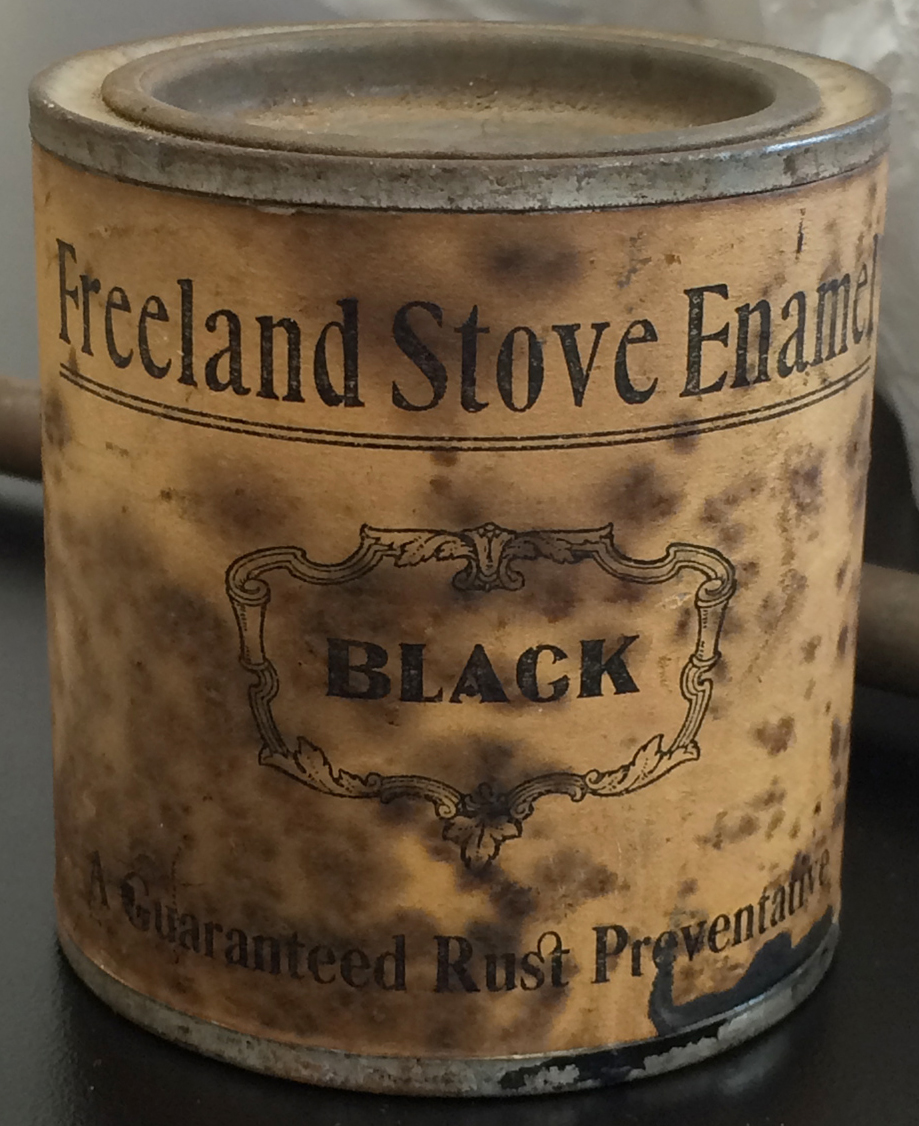 Freeland Stove Enamel
BLACK
A Guaranteed Rust Preventative